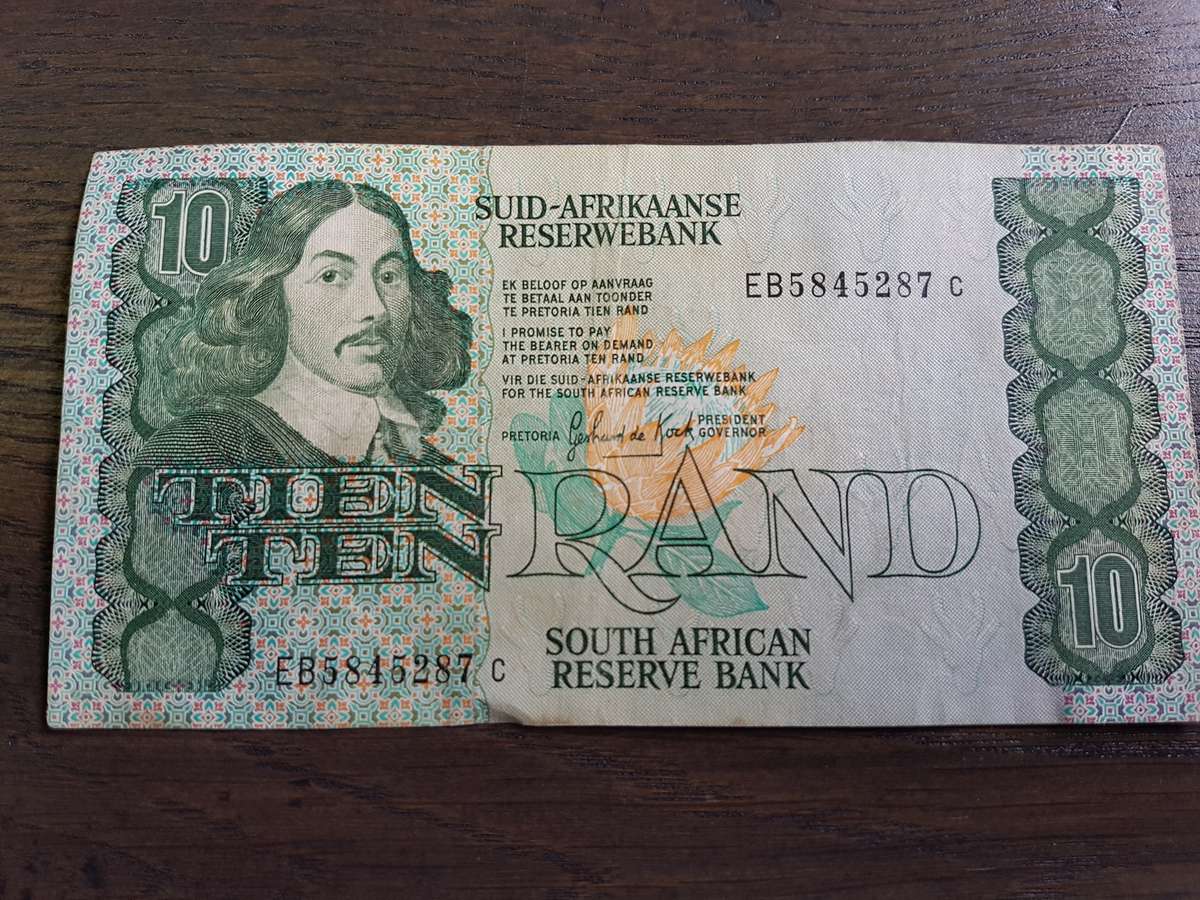 10
SUID-AFRIKAANSE
RESERWEBANK
EK BELOOF OP AANVRAAG
TE BETAAL AAN TOONDER
TE PRETORIA TIEN RAND
I PROMISE TO PAY
THE BEARER ON DEMAND
AT PRETORIA TEN RAND
VIR DIE SUID-AFRIKAANSE RESERWEBANK
FOR THE SOUTH AFRICAN RESERVE BANK
PRETORIA Gerhard de Kock PRESIDENT
GOVERNOR
EB5845287 C
TIEN
TEN
RAND
10
SOUTH AFRICAN
RESERVE BANK
EB5845287 C